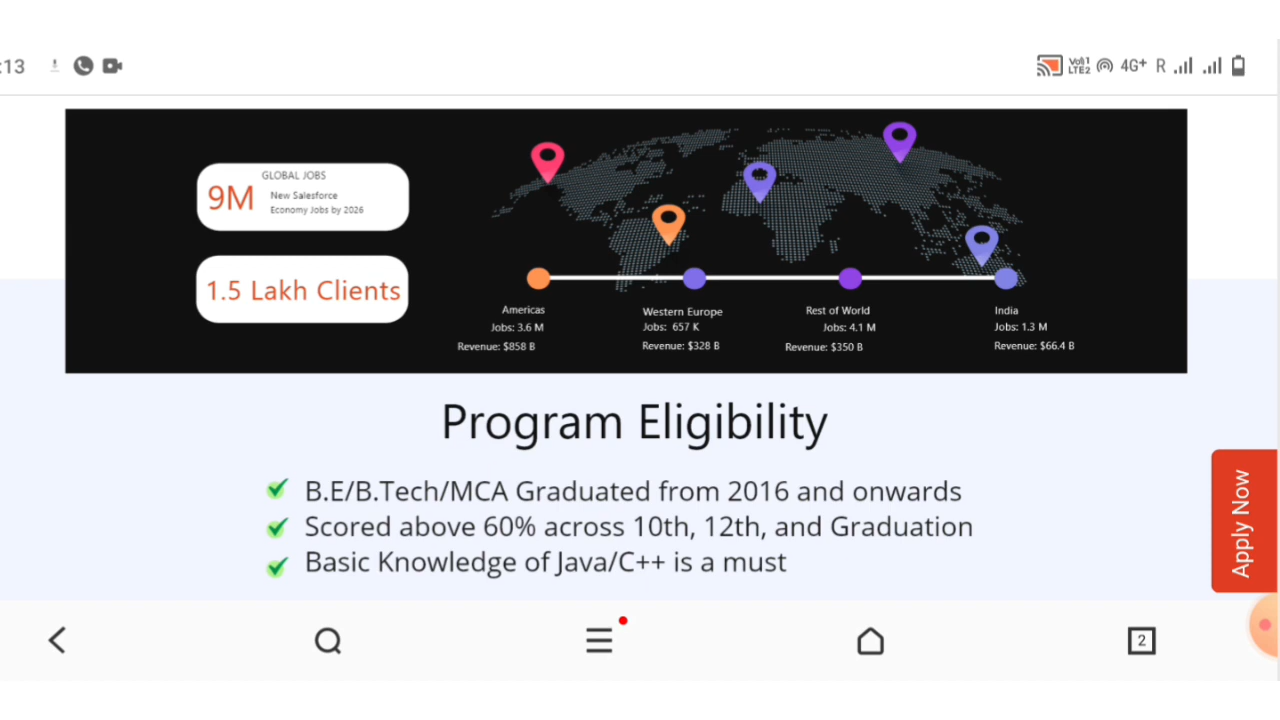 :13
Vo)) 1
LTE2
4G+ R
GLOBAL JOBS
9M
New Salesforce
Economy Jobs by 2026
1.5 Lakh Clients
Americas
Jobs: 3.6 M
Revenue: $858 B
Western Europe
Jobs: 657 K
Revenue: $328 B
Rest of World
Jobs: 4.1 M
Revenue: $350 B
India
Jobs: 1.3 M
Revenue: $66.4 B
Program Eligibility
B.E/B.Tech/MCA Graduated from 2016 and onwards
Scored above 60% across 10th, 12th, and Graduation
Basic Knowledge of Java/C++ is a must
Apply Now
2